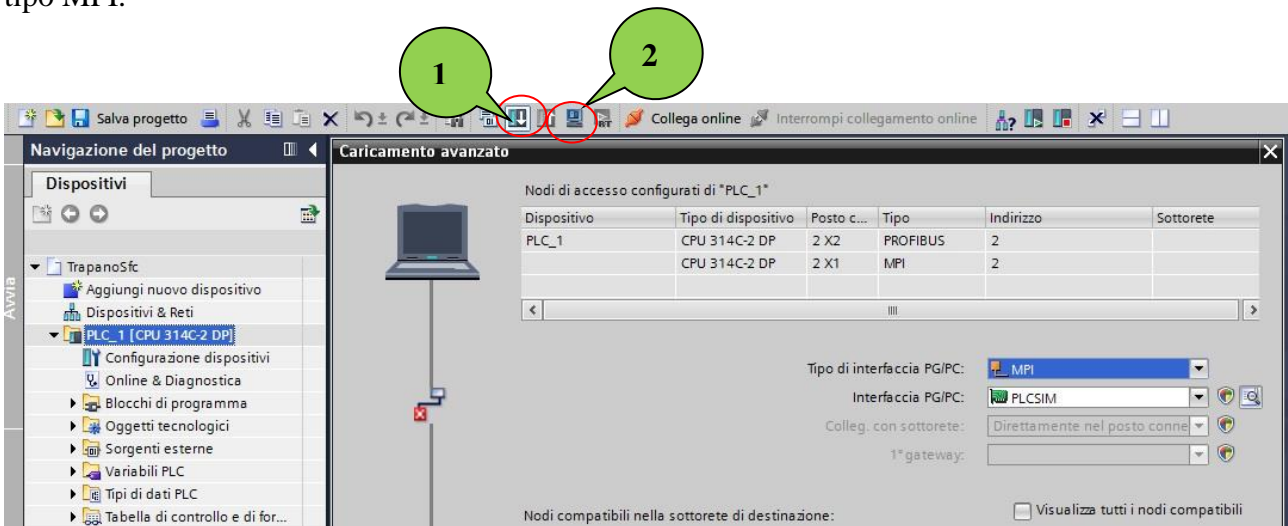 tipo MPI.
1
2
Salva progetto
± ±
Collega online
Interrompi collegamento online
Navigazione del progetto
Caricamento avanzato
Dispositivi
Nodi di accesso configurati di "PLC_1"
Dispositivo Tipo di dispositivo Posto c... Tipo Indirizzo Sottorete
PLC_1 CPU 314C-2 DP 2 X2 PROFIBUS 2
CPU 314C-2 DP 2 X1 MPI 2
Avvia
TrapanoSfc
Aggiungi nuovo dispositivo
Dispositivi & Reti
PLC_1 [CPU 314C-2 DP]
Configurazione dispositivi
Online & Diagnostica
Blocchi di programma
Oggetti tecnologici
Sorgenti esterne
Variabili PLC
Tipi di dati PLC
Tabella di controllo e di for...
Tipo di interfaccia PG/PC: MPI
Interfaccia PG/PC: PLCSIM
Colleg. con sottorete: Direttamente nel posto conne
1° gateway:
Visualizza tutti i nodi compatibili
Nodi compatibili nella sottorete di destinazione: